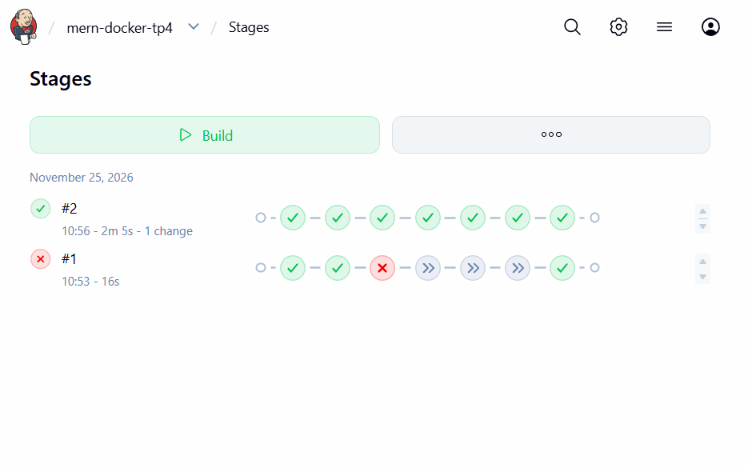 mern-docker-tp4 / Stages
Stages
Build
November 25, 2026
#2
10:56 - 2m 5s - 1 change
#1
10:53 - 16s